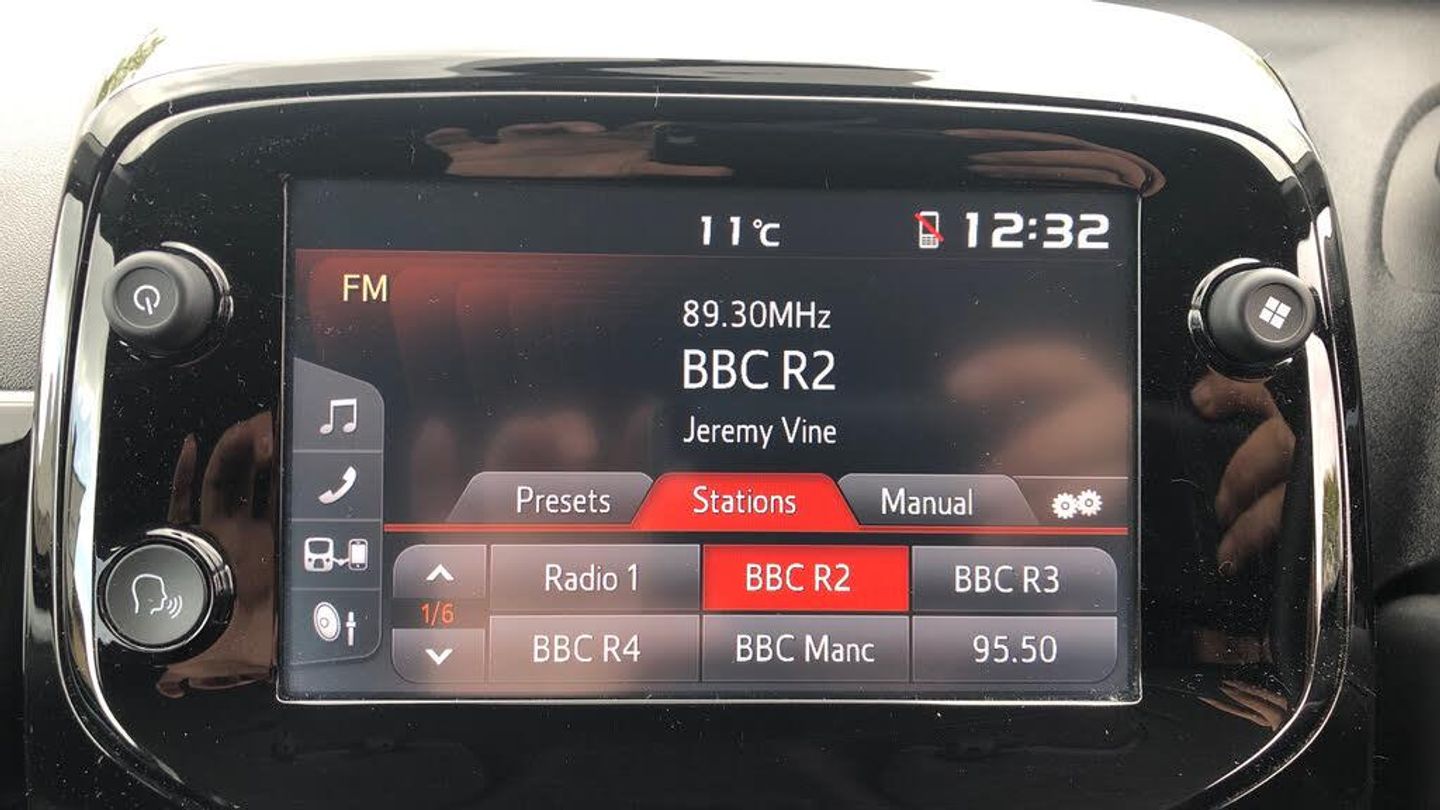 11°C 12:32
FM
89.30MHz
BBC R2
Jeremy Vine
Presets Stations Manual
Radio 1 BBC R2 BBC R3
1/6
BBC R4 BBC Manc 95.50